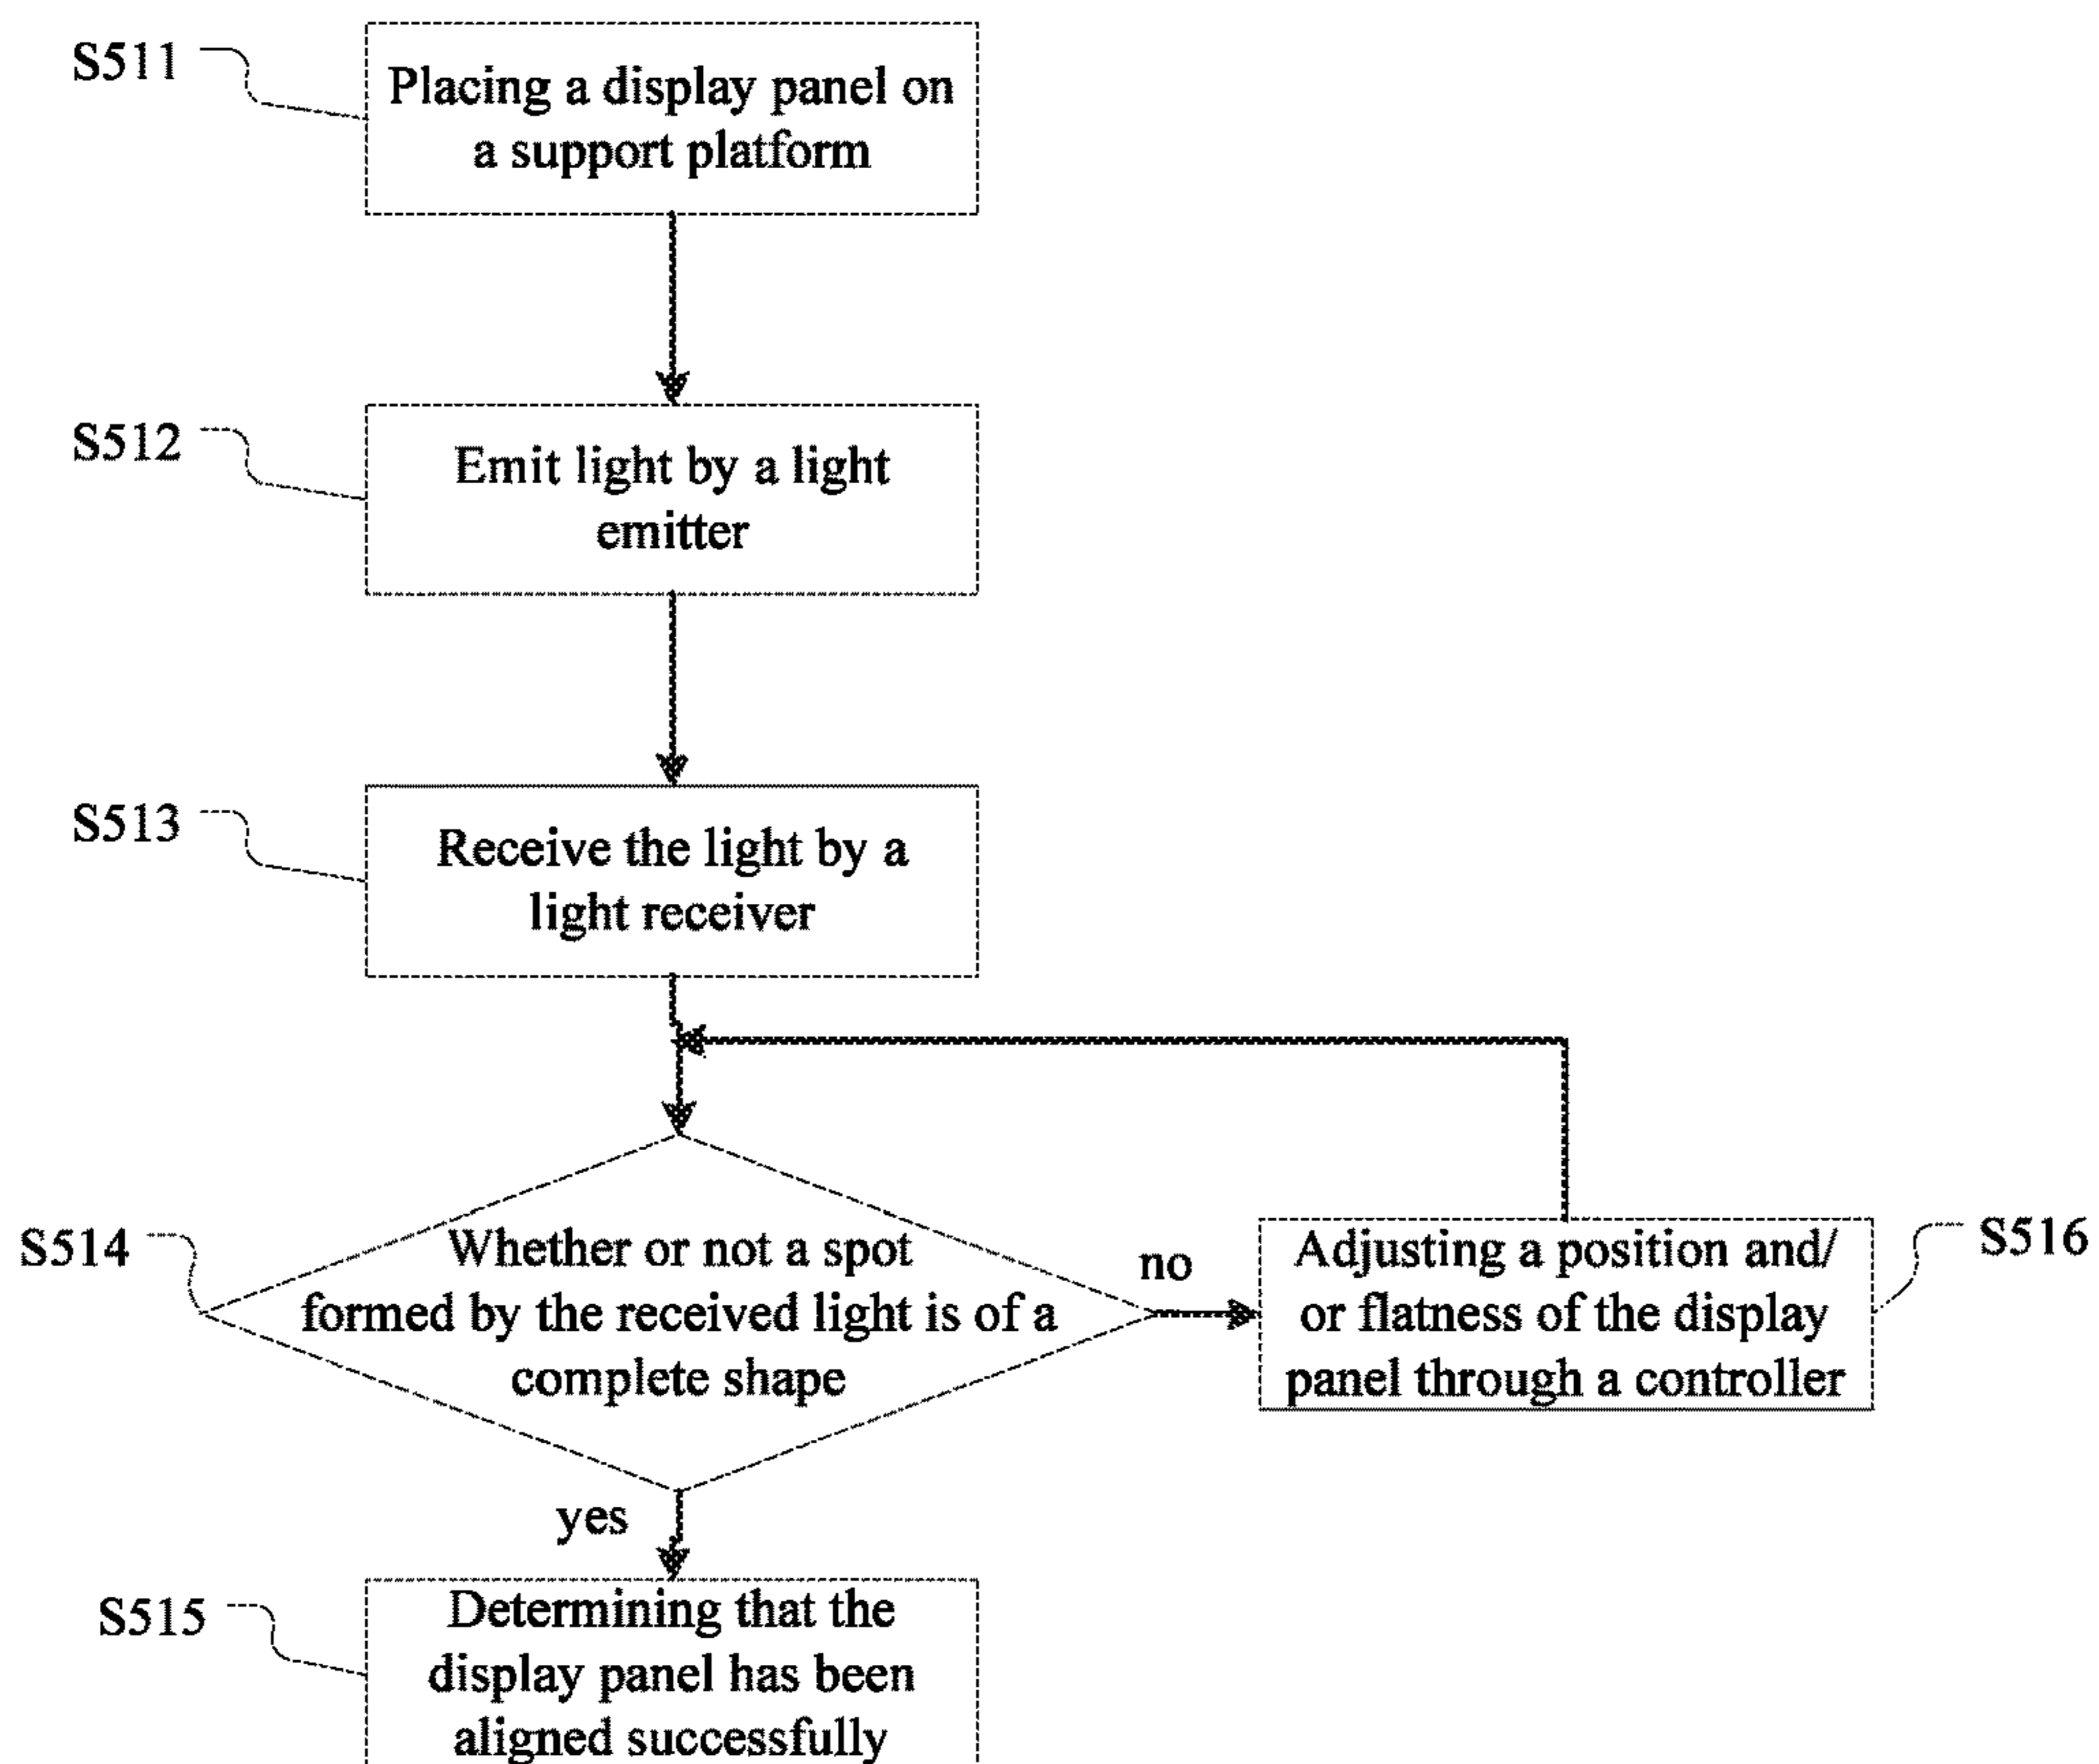 S511
Placing a display panel on
a support platform
S512
Emit light by a light
emitter
S513
Receive the light by a
light receiver
S514
Whether or not a spot
formed by the received light is of a
complete shape
no
Adjusting a position and/
or flatness of the display
panel through a controller
S516
yes
S515
Determining that the
display panel has been
aligned successfully